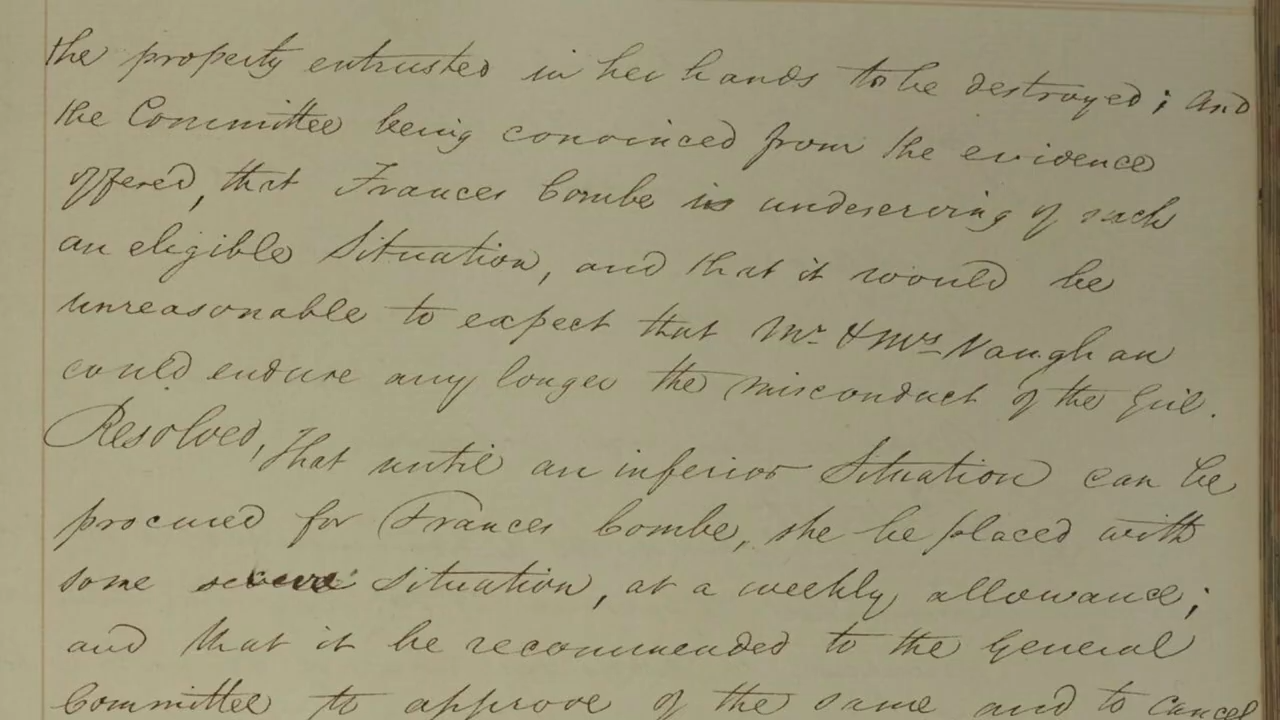 the property entrusted in her hands to be destroyed; And
the Committee being convinced from the evidence
offered, that Frances Combe is undeserving of such
an eligible Situation, and that it would be
unreasonable to expect that Mr. & Mrs. Vaughan
could endure any longer the misconduct of the Girl.
Resolved, That until an inferior Situation can be
procured for Frances Combe, she be placed with
some severe situation, at a weekly allowance;
and that it be recommended to the General
Committee to approve of the same and to cancel